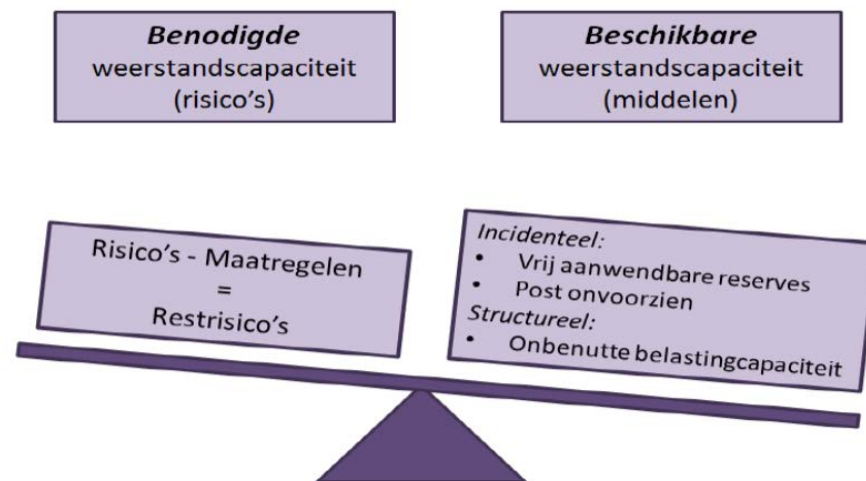 Benodigde
weerstandscapaciteit
(risico's)
Beschikbare
weerstandscapaciteit
(middelen)
Risico's - Maatregelen
=
Restrisico's
Incidenteel:
• Vrij aanwendbare reserves
• Post onvoorzien
Structureel:
• Onbenutte belastingcapaciteit